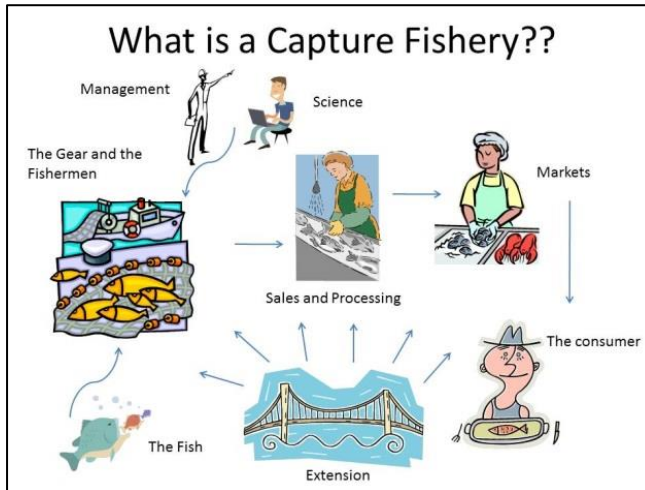 What is a Capture Fishery??
Management
Science
The Gear and the
Fishermen
Markets
Sales and Processing
The consumer
The Fish
Extension